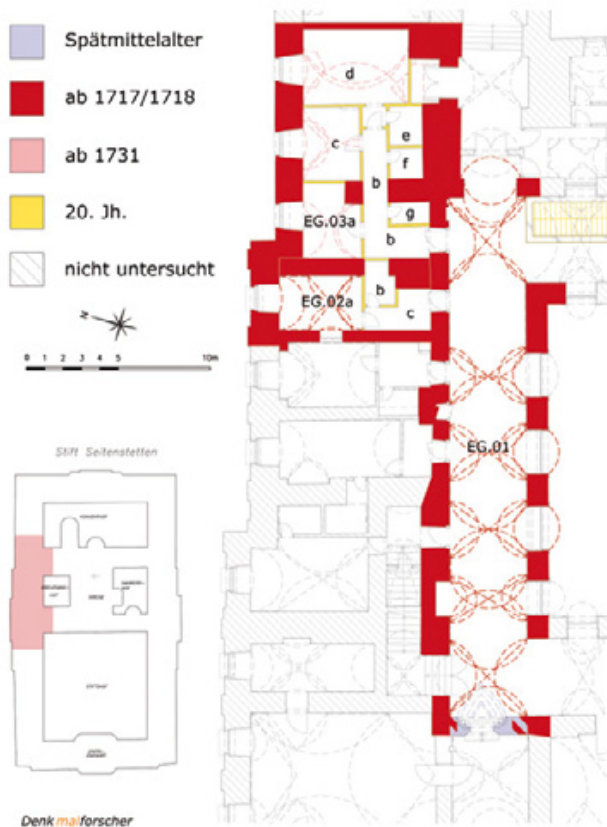 Spätmittelalter
ab 1717/1718
ab 1731
20. Jh.
nicht untersucht
N
0 1 2 3 4 5 10m
Stift Seitenstetten
Denkmalforscher
d
c
e
f
b
g
EG.03a
b
b
EG.02a
c
EG.01